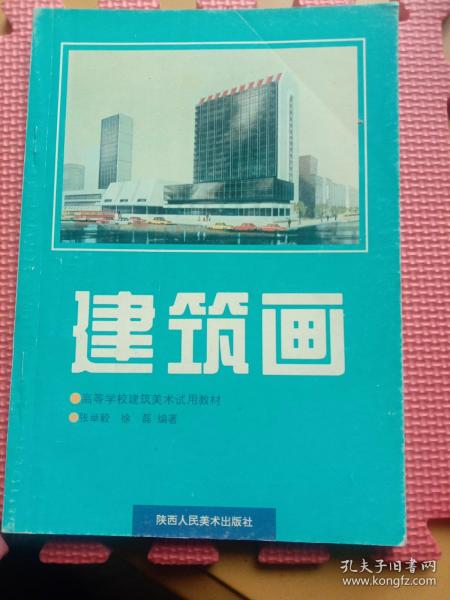 建筑画
高等学校建筑美术试用教材
张举毅 徐磊 编著
陕西人民美术出版社
孔夫子旧书网
www.kongfz.com